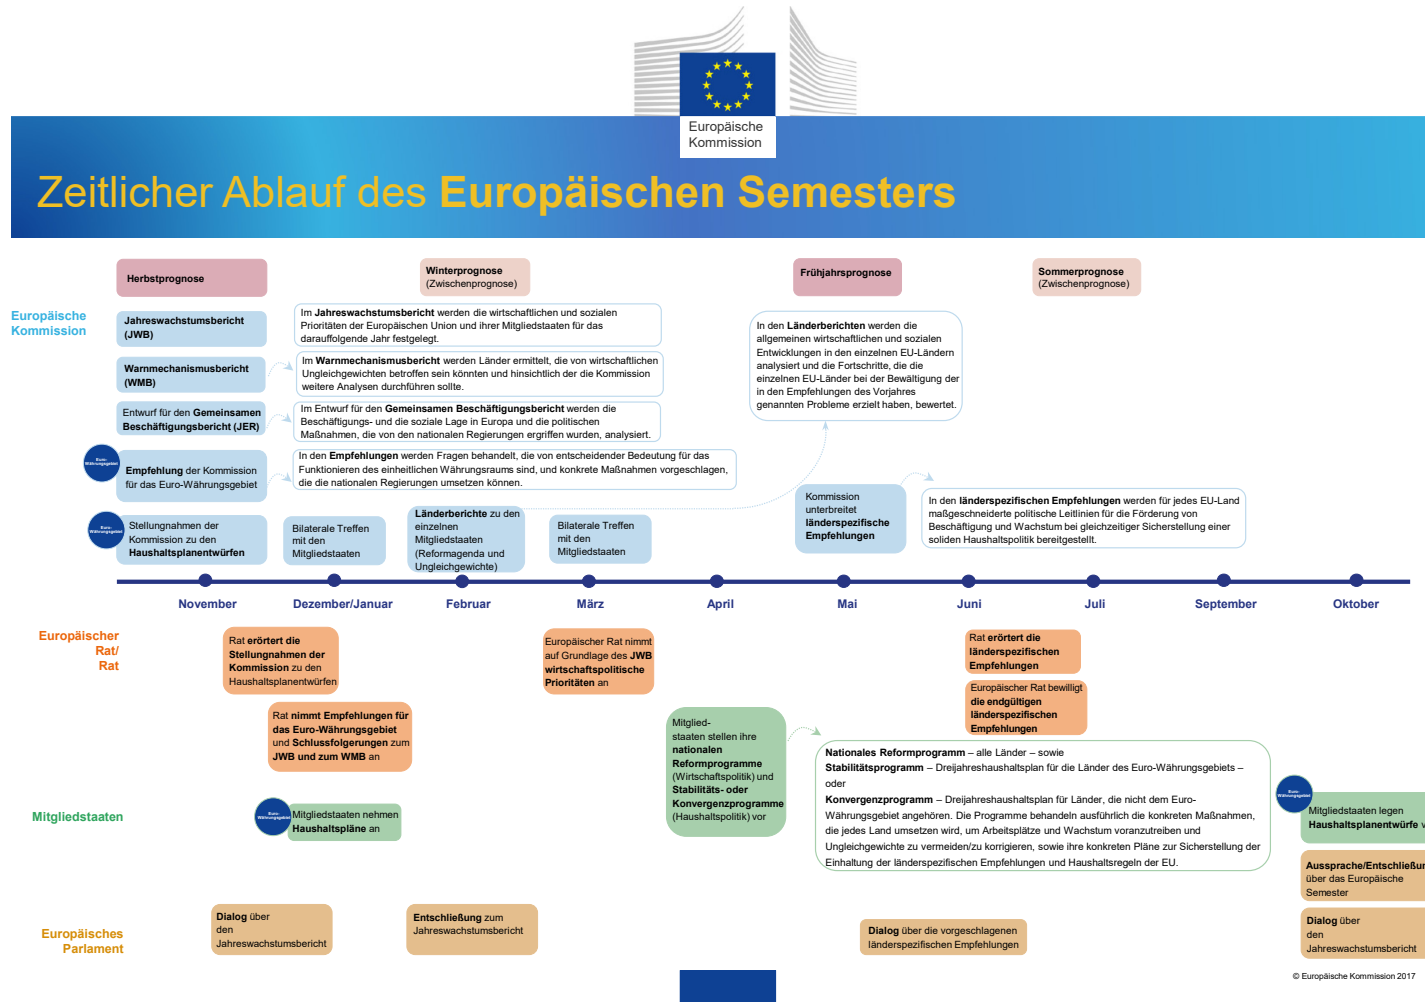 Europäische
Kommission
Zeitlicher Ablauf des Europäischen Semesters
Herbstprognose
Winterprognose
(Zwischenprognose)
Frühjahrsprognose
Sommerprognose
(Zwischenprognose)
Europäische
Kommission
Jahreswachstumsbericht
(JWB)
Im Jahreswachstumsbericht werden die wirtschaftlichen und sozialen
Prioritäten der Europäischen Union und ihrer Mitgliedstaaten für das
darauffolgende Jahr festgelegt.
Warnmechanismusbericht
(WMB)
Im Warnmechanismusbericht werden Länder ermittelt, die von wirtschaftlichen
Ungleichgewichten betroffen sein könnten und hinsichtlich der die Kommission
weitere Analysen durchführen sollte.
Entwurf für den Gemeinsamen
Beschäftigungsbericht (JER)
Im Entwurf für den Gemeinsamen Beschäftigungsbericht werden die
Beschäftigungs- und die soziale Lage in Europa und die politischen
Maßnahmen, die von den nationalen Regierungen ergriffen wurden, analysiert.
Euro-
Währungsgebiet
Empfehlung der Kommission
für das Euro-Währungsgebiet
In den Empfehlungen werden Fragen behandelt, die von entscheidender Bedeutung für das
Funktionieren des einheitlichen Währungsraums sind, und konkrete Maßnahmen vorgeschlagen,
die die nationalen Regierungen umsetzen können.
In den Länderberichten werden die
allgemeinen wirtschaftlichen und sozialen
Entwicklungen in den einzelnen EU-Ländern
analysiert und die Fortschritte, die die
einzelnen EU-Länder bei der Bewältigung der
in den Empfehlungen des Vorjahres
genannten Probleme erzielt haben, bewertet.
Euro-
Währungsgebiet
Stellungnahmen der
Kommission zu den
Haushaltsplanentwürfen
Bilaterale Treffen
mit den
Mitgliedstaaten
Länderberichte zu den
einzelnen
Mitgliedstaaten
(Reformagenda und
Ungleichgewichte)
Bilaterale Treffen
mit den
Mitgliedstaaten
Kommission
unterbreitet
länderspezifische
Empfehlungen
In den länderspezifischen Empfehlungen werden für jedes EU-Land
maßgeschneiderte politische Leitlinien für die Förderung von
Beschäftigung und Wachstum bei gleichzeitiger Sicherstellung einer
soliden Haushaltspolitik bereitgestellt.
November
Dezember/Januar
Februar
März
April
Mai
Juni
Juli
September
Oktober
Europäischer
Rat/
Rat
Rat erörtert die
Stellungnahmen der
Kommission zu den
Haushaltsplanentwürfen
Rat nimmt Empfehlungen für
das Euro-Währungsgebiet
und Schlussfolgerungen zum
JWB und zum WMB an
Europäischer Rat nimmt
auf Grundlage des JWB
wirtschaftspolitische
Prioritäten an
Rat erörtert die
länderspezifischen
Empfehlungen
Europäischer Rat bewilligt
die endgültigen
länderspezifischen
Empfehlungen
Mitgliedstaaten
Euro-
Währungsgebiet
Mitgliedstaaten nehmen
Haushaltspläne an
Mitglied-
staaten stellen ihre
nationalen
Reformprogramme
(Wirtschaftspolitik) und
Stabilitäts- oder
Konvergenzprogramme
(Haushaltspolitik) vor
Nationales Reformprogramm – alle Länder – sowie
Stabilitätsprogramm – Dreijahreshaushaltplan für die Länder des Euro-Währungsgebiets –
oder
Konvergenzprogramm – Dreijahreshaushaltplan für Länder, die nicht dem Euro-
Währungsgebiet angehören. Die Programme behandeln ausführlich die konkreten Maßnahmen,
die jedes Land umsetzen wird, um Arbeitsplätze und Wachstum voranzutreiben und
Ungleichgewichte zu vermeiden/zu korrigieren, sowie ihre konkreten Pläne zur Sicherstellung der
Einhaltung der länderspezifischen Empfehlungen und Haushaltsregeln der EU.
Euro-
Währungsgebiet
Mitgliedstaaten legen
Haushaltsplanentwürfe v
Aussprache/Entschließun
über das Europäische
Semester
Europäisches
Parlament
Dialog über
den
Jahreswachstumsbericht
Entschließung zum
Jahreswachstumsbericht
Dialog über die vorgeschlagenen
länderspezifischen Empfehlungen
Dialog über
den
Jahreswachstumsbericht
© Europäische Kommission 2017